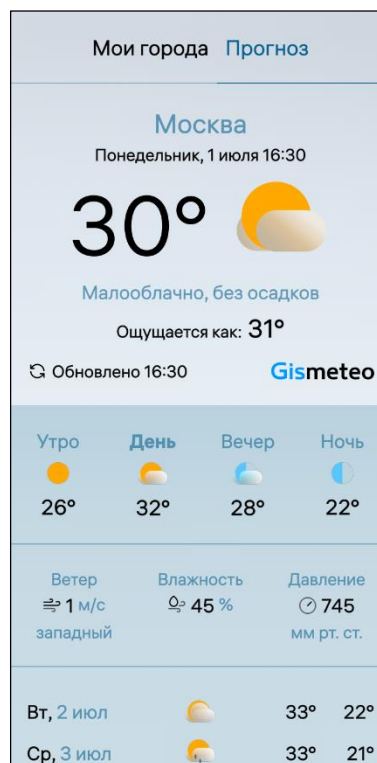 Мои города Прогноз
Москва
Понедельник, 1 июля 16:30
30°
Малооблачно, без осадков
Ощущается как: 31°
Обновлено 16:30 Gismeteo
Утро День Вечер Ночь
26° 32° 28° 22°
Ветер Влажность Давление
1 м/с 45 % 745
западный мм рт. ст.
Вт, 2 июл 33° 22°
Ср, 3 июл 33° 21°